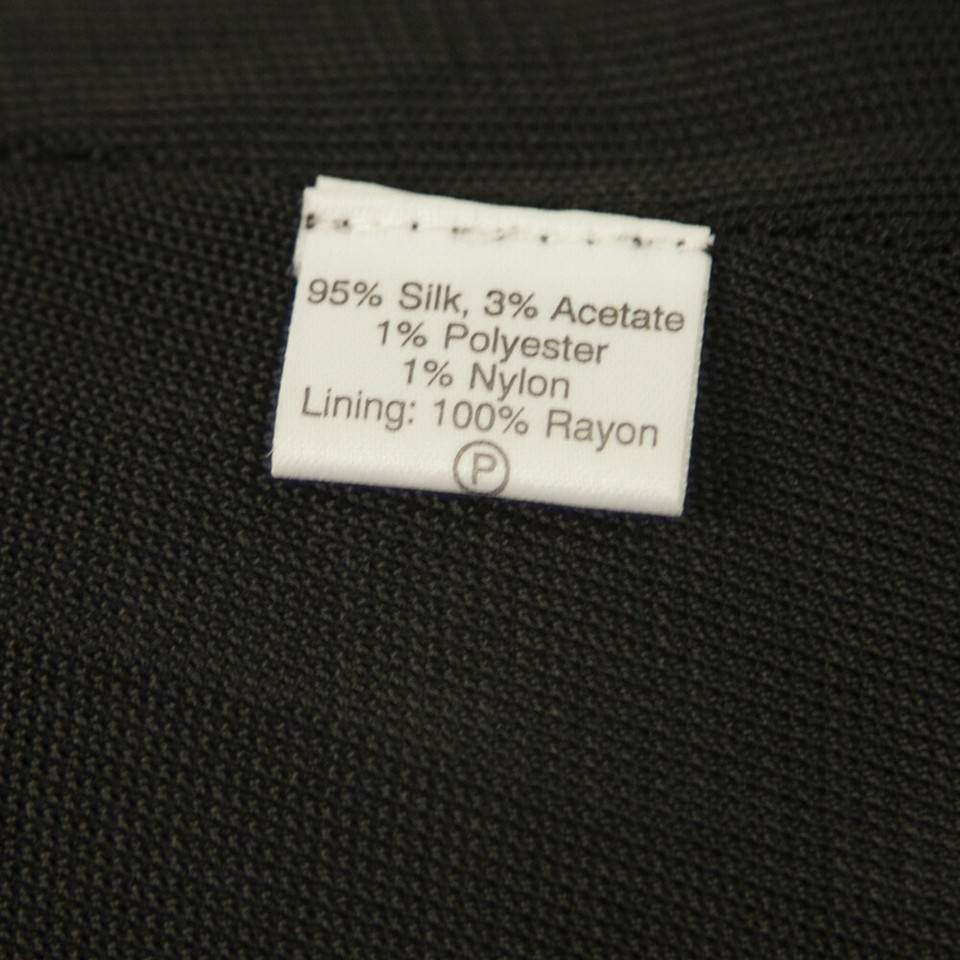 95% Silk, 3% Acetate
1% Polyester
1% Nylon
Lining: 100% Rayon
P